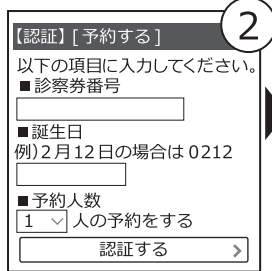 ②
【認証】[予約する]
以下の項目に入力してください。
■診察券番号
■誕生日
例)2月12日の場合は 0212
■予約人数
1 人の予約をする
認証する >